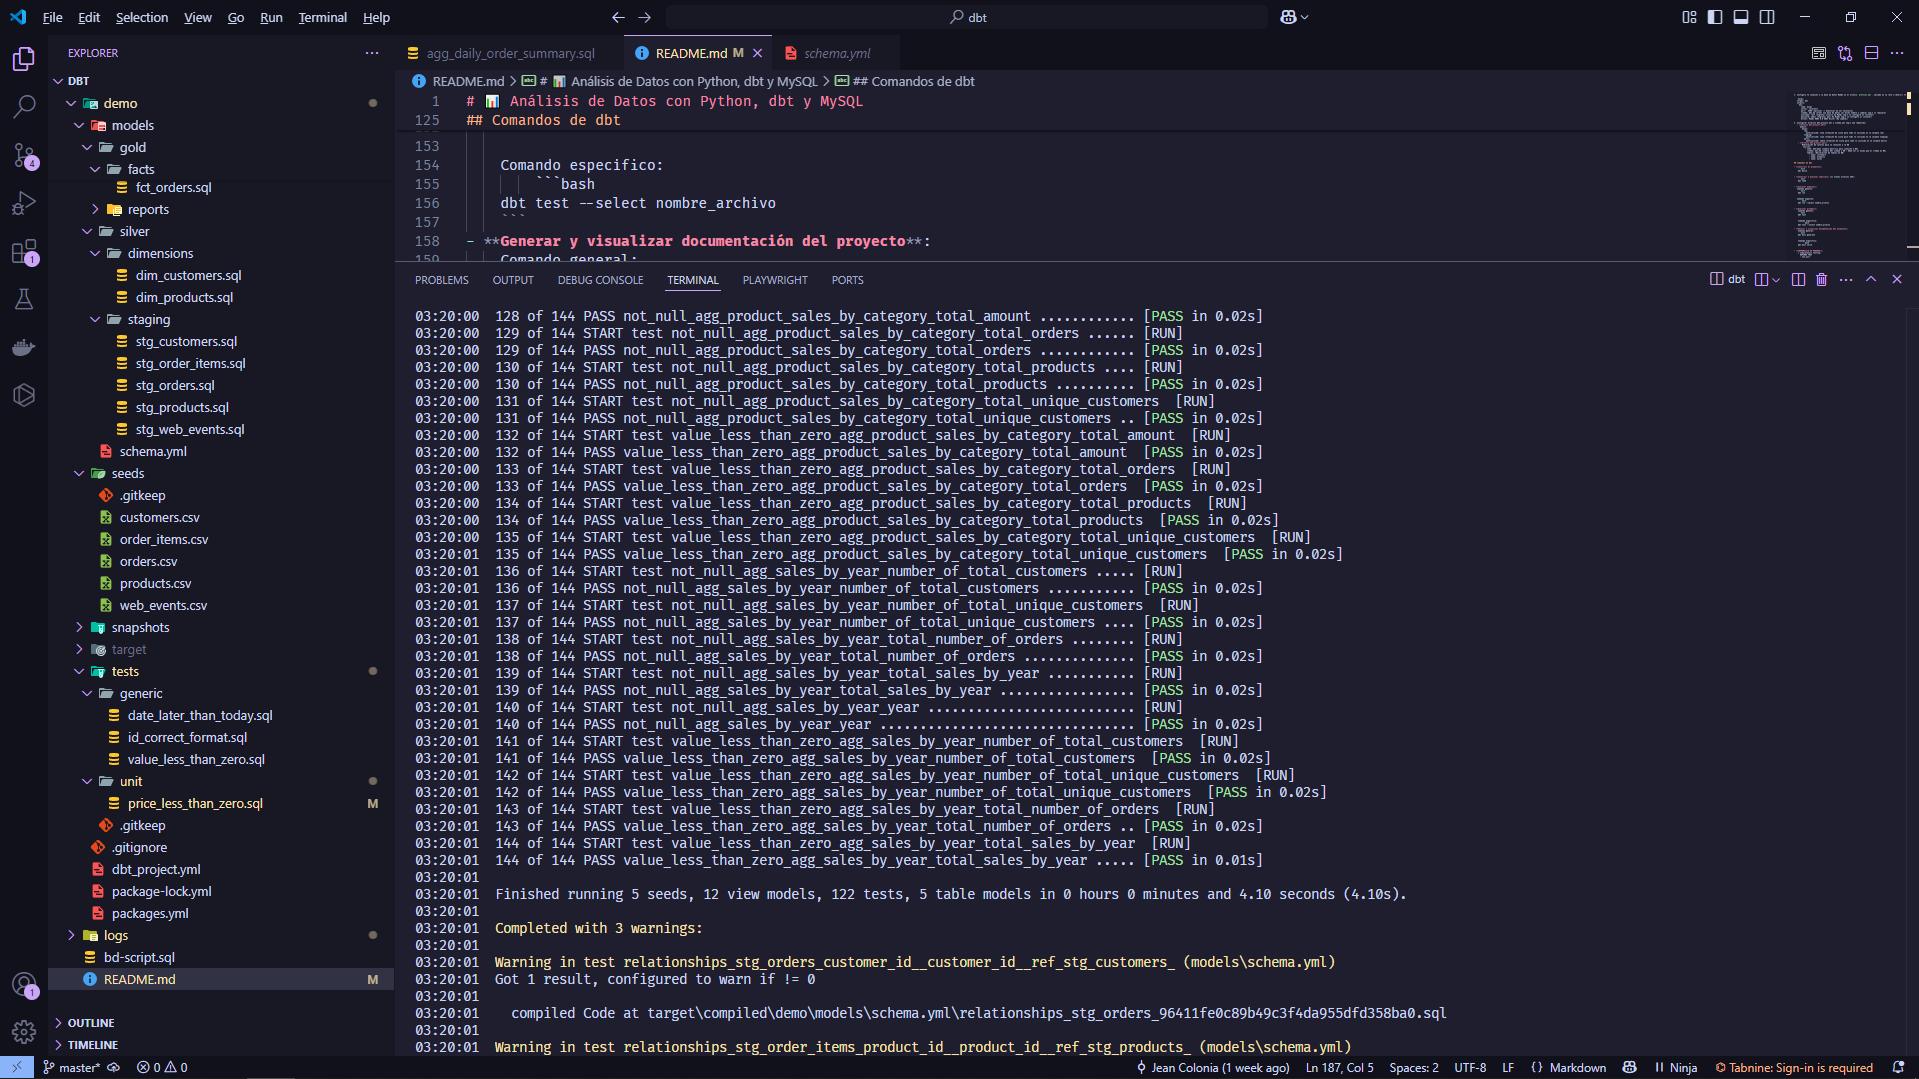 File Edit Selection View Go Run Terminal Help
dbt
EXPLORER
DBT
demo
models
gold
facts
fct_orders.sql
reports
silver
dimensions
dim_customers.sql
dim_products.sql
staging
stg_customers.sql
stg_order_items.sql
stg_orders.sql
stg_products.sql
stg_web_events.sql
schema.yml
seeds
.gitkeep
customers.csv
order_items.csv
orders.csv
products.csv
web_events.csv
snapshots
target
tests
generic
date_later_than_today.sql
id_correct_format.sql
value_less_than_zero.sql
unit
price_less_than_zero.sql M
.gitkeep
.gitignore
dbt_project.yml
package-lock.yml
packages.yml
logs
bd-script.sql
README.md M
OUTLINE
TIMELINE
4
1
1
agg_daily_order_summary.sql README.md M schema.yml
README.md > # 📊 Análisis de Datos con Python, dbt y MySQL > ## Comandos de dbt
1 # 📊 Análisis de Datos con Python, dbt y MySQL
125 ## Comandos de dbt
153
154 Comando especifico:
155 ```bash
156 dbt test --select nombre_archivo
157 ```
158 - **Generar y visualizar documentación del proyecto**:
159 Comando general:
PROBLEMS OUTPUT DEBUG CONSOLE TERMINAL PLAYWRIGHT PORTS dbt
03:20:00 128 of 144 PASS not_null_agg_product_sales_by_category_total_amount ............ [PASS in 0.02s]
03:20:00 129 of 144 START test not_null_agg_product_sales_by_category_total_orders ...... [RUN]
03:20:00 129 of 144 PASS not_null_agg_product_sales_by_category_total_orders ............ [PASS in 0.02s]
03:20:00 130 of 144 START test not_null_agg_product_sales_by_category_total_products .... [RUN]
03:20:00 130 of 144 PASS not_null_agg_product_sales_by_category_total_products .......... [PASS in 0.02s]
03:20:00 131 of 144 START test not_null_agg_product_sales_by_category_total_unique_customers [RUN]
03:20:00 131 of 144 PASS not_null_agg_product_sales_by_category_total_unique_customers .. [PASS in 0.02s]
03:20:00 132 of 144 START test value_less_than_zero_agg_product_sales_by_category_total_amount [RUN]
03:20:00 132 of 144 PASS value_less_than_zero_agg_product_sales_by_category_total_amount [PASS in 0.02s]
03:20:00 133 of 144 START test value_less_than_zero_agg_product_sales_by_category_total_orders [RUN]
03:20:00 133 of 144 PASS value_less_than_zero_agg_product_sales_by_category_total_orders [PASS in 0.02s]
03:20:00 134 of 144 START test value_less_than_zero_agg_product_sales_by_category_total_products [RUN]
03:20:00 134 of 144 PASS value_less_than_zero_agg_product_sales_by_category_total_products [PASS in 0.02s]
03:20:00 135 of 144 START test value_less_than_zero_agg_product_sales_by_category_total_unique_customers [RUN]
03:20:01 135 of 144 PASS value_less_than_zero_agg_product_sales_by_category_total_unique_customers [PASS in 0.02s]
03:20:01 136 of 144 START test not_null_agg_sales_by_year_number_of_total_customers ..... [RUN]
03:20:01 136 of 144 PASS not_null_agg_sales_by_year_number_of_total_customers ........... [PASS in 0.02s]
03:20:01 137 of 144 START test not_null_agg_sales_by_year_number_of_total_unique_customers [RUN]
03:20:01 137 of 144 PASS not_null_agg_sales_by_year_number_of_total_unique_customers .... [PASS in 0.02s]
03:20:01 138 of 144 START test not_null_agg_sales_by_year_total_number_of_orders ........ [RUN]
03:20:01 138 of 144 PASS not_null_agg_sales_by_year_total_number_of_orders .............. [PASS in 0.02s]
03:20:01 139 of 144 START test not_null_agg_sales_by_year_total_sales_by_year ........... [RUN]
03:20:01 139 of 144 PASS not_null_agg_sales_by_year_total_sales_by_year ................. [PASS in 0.02s]
03:20:01 140 of 144 START test not_null_agg_sales_by_year_year .......................... [RUN]
03:20:01 140 of 144 PASS not_null_agg_sales_by_year_year ................................ [PASS in 0.02s]
03:20:01 141 of 144 START test value_less_than_zero_agg_sales_by_year_number_of_total_customers [RUN]
03:20:01 141 of 144 PASS value_less_than_zero_agg_sales_by_year_number_of_total_customers [PASS in 0.02s]
03:20:01 142 of 144 START test value_less_than_zero_agg_sales_by_year_number_of_total_unique_customers [RUN]
03:20:01 142 of 144 PASS value_less_than_zero_agg_sales_by_year_number_of_total_unique_customers [PASS in 0.02s]
03:20:01 143 of 144 START test value_less_than_zero_agg_sales_by_year_total_number_of_orders [RUN]
03:20:01 143 of 144 PASS value_less_than_zero_agg_sales_by_year_total_number_of_orders .. [PASS in 0.02s]
03:20:01 144 of 144 START test value_less_than_zero_agg_sales_by_year_total_sales_by_year [RUN]
03:20:01 144 of 144 PASS value_less_than_zero_agg_sales_by_year_total_sales_by_year ..... [PASS in 0.01s]
03:20:01
03:20:01 Finished running 5 seeds, 12 view models, 122 tests, 5 table models in 0 hours 0 minutes and 4.10 seconds (4.10s).
03:20:01
03:20:01 Completed with 3 warnings:
03:20:01
03:20:01 Warning in test relationships_stg_orders_customer_id__customer_id__ref_stg_customers_ (models\schema.yml)
03:20:01 Got 1 result, configured to warn if != 0
03:20:01
03:20:01 compiled Code at target\compiled\demo\models\schema.yml\relationships_stg_orders_96411fe0c89b49c3f4da955dfd358ba0.sql
03:20:01
03:20:01 Warning in test relationships_stg_order_items_product_id__product_id__ref_stg_products_ (models\schema.yml)
master* 0 0 Jean Colonia (1 week ago) Ln 187, Col 5 Spaces: 2 UTF-8 LF {} Markdown Ninja Tabnine: Sign-in is required